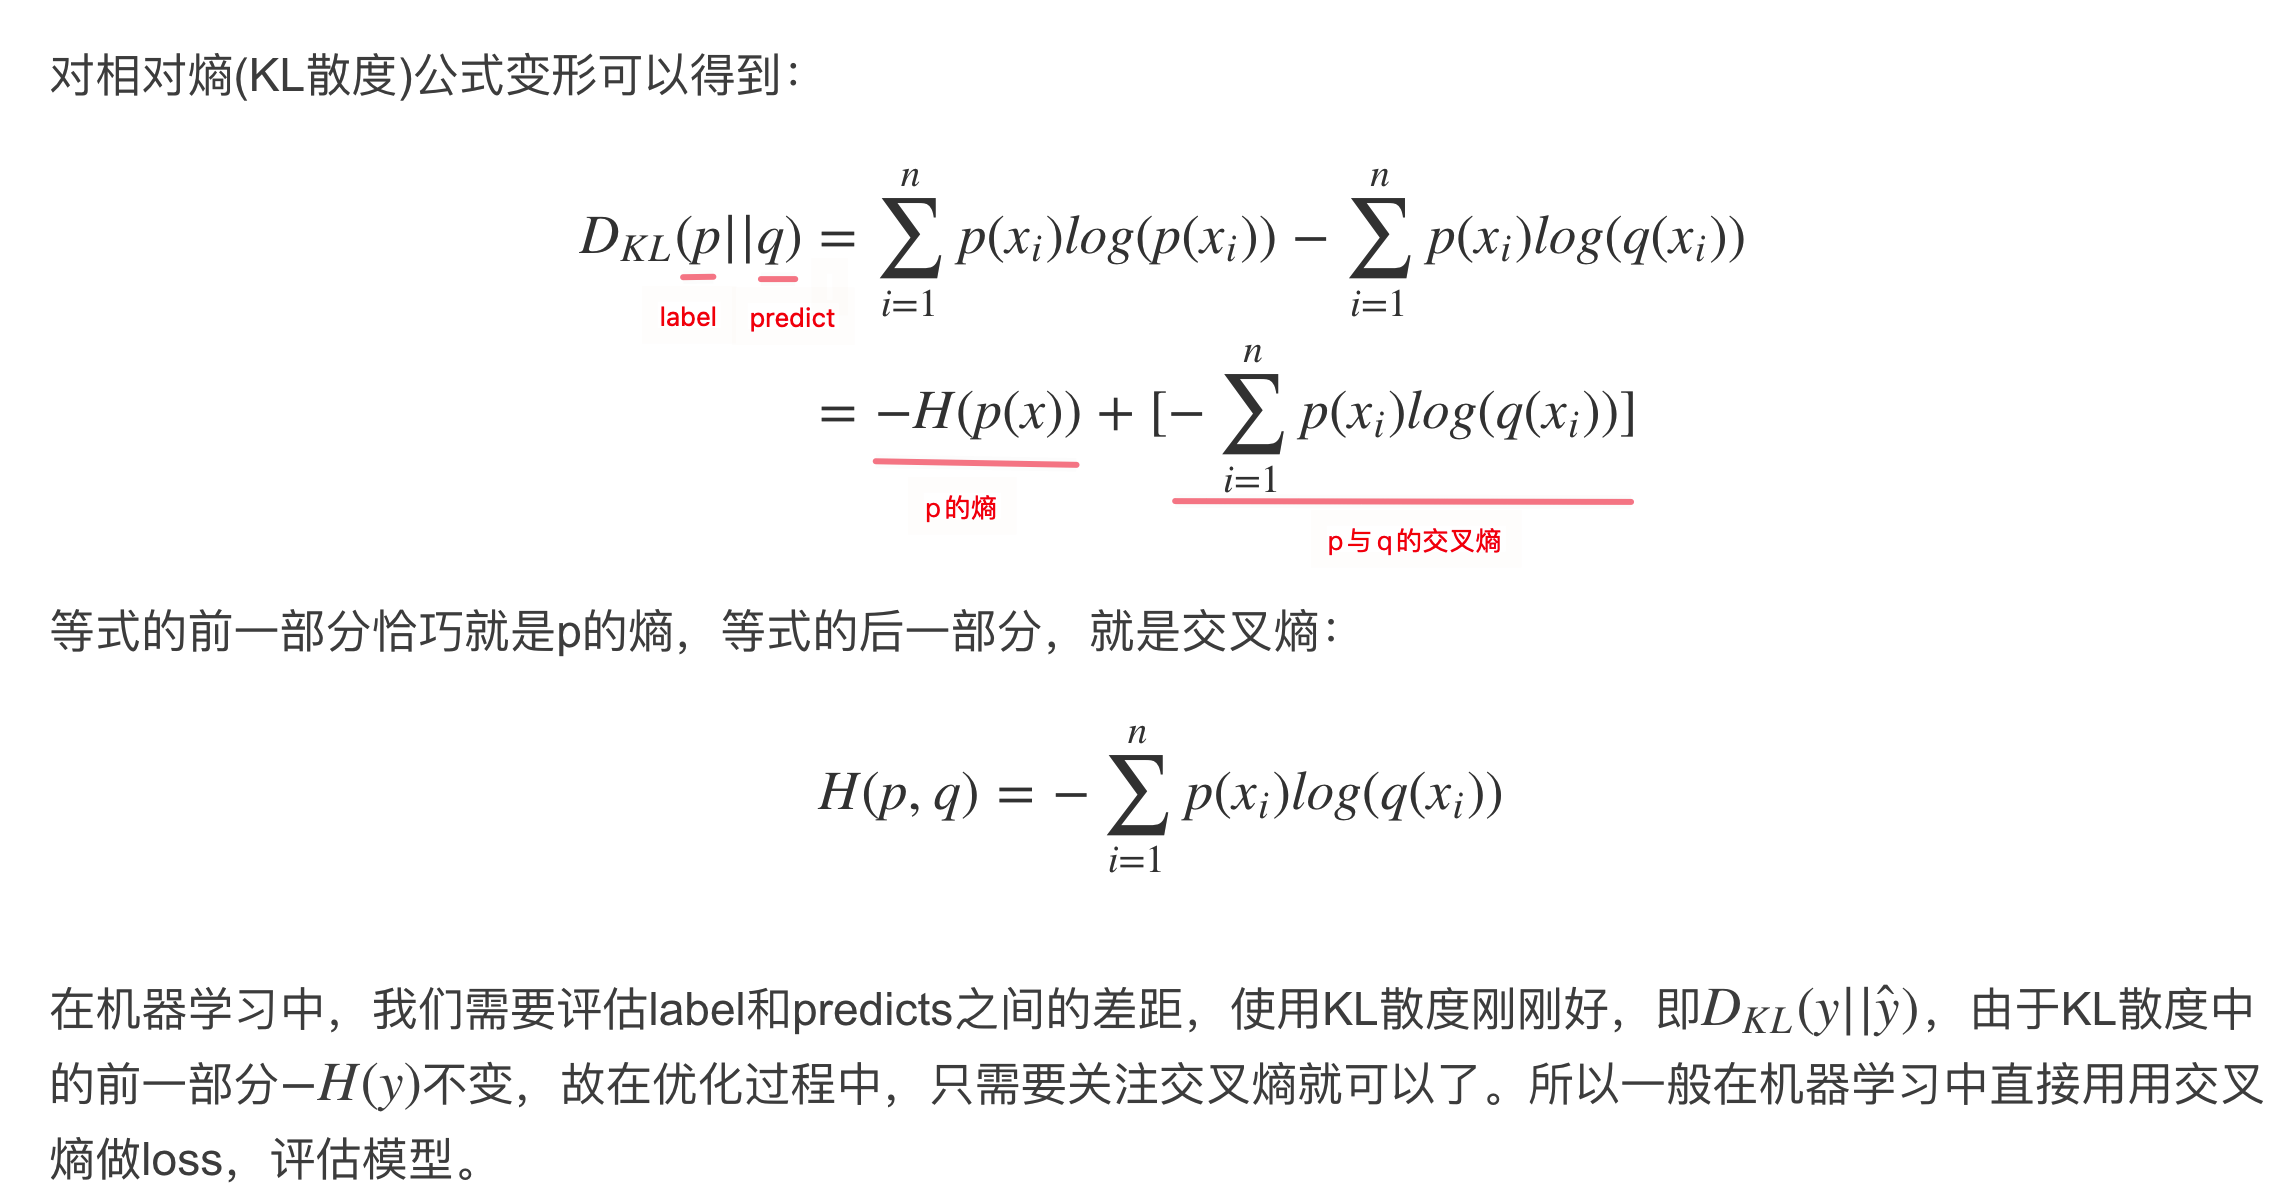 对相对熵(KL散度)公式变形可以得到：
D_{KL}(p||q) = \sum_{i=1}^{n} p(x_i)log(p(x_i)) − \sum_{i=1}^{n} p(x_i)log(q(x_i))
label predict
= −H(p(x)) + [− \sum_{i=1}^{n} p(x_i)log(q(x_i))]
p的熵
p与q的交叉熵
等式的前一部分恰巧就是p的熵，等式的后一部分，就是交叉熵：
H(p, q) = − \sum_{i=1}^{n} p(x_i)log(q(x_i))
在机器学习中，我们需要评估label和predicts之间的差距，使用KL散度刚刚好，即D_{KL}(y||ŷ)，由于KL散度中
的前一部分−H(y)不变，故在优化过程中，只需要关注交叉熵就可以了。所以一般在机器学习中直接用用交叉
熵做loss，评估模型。